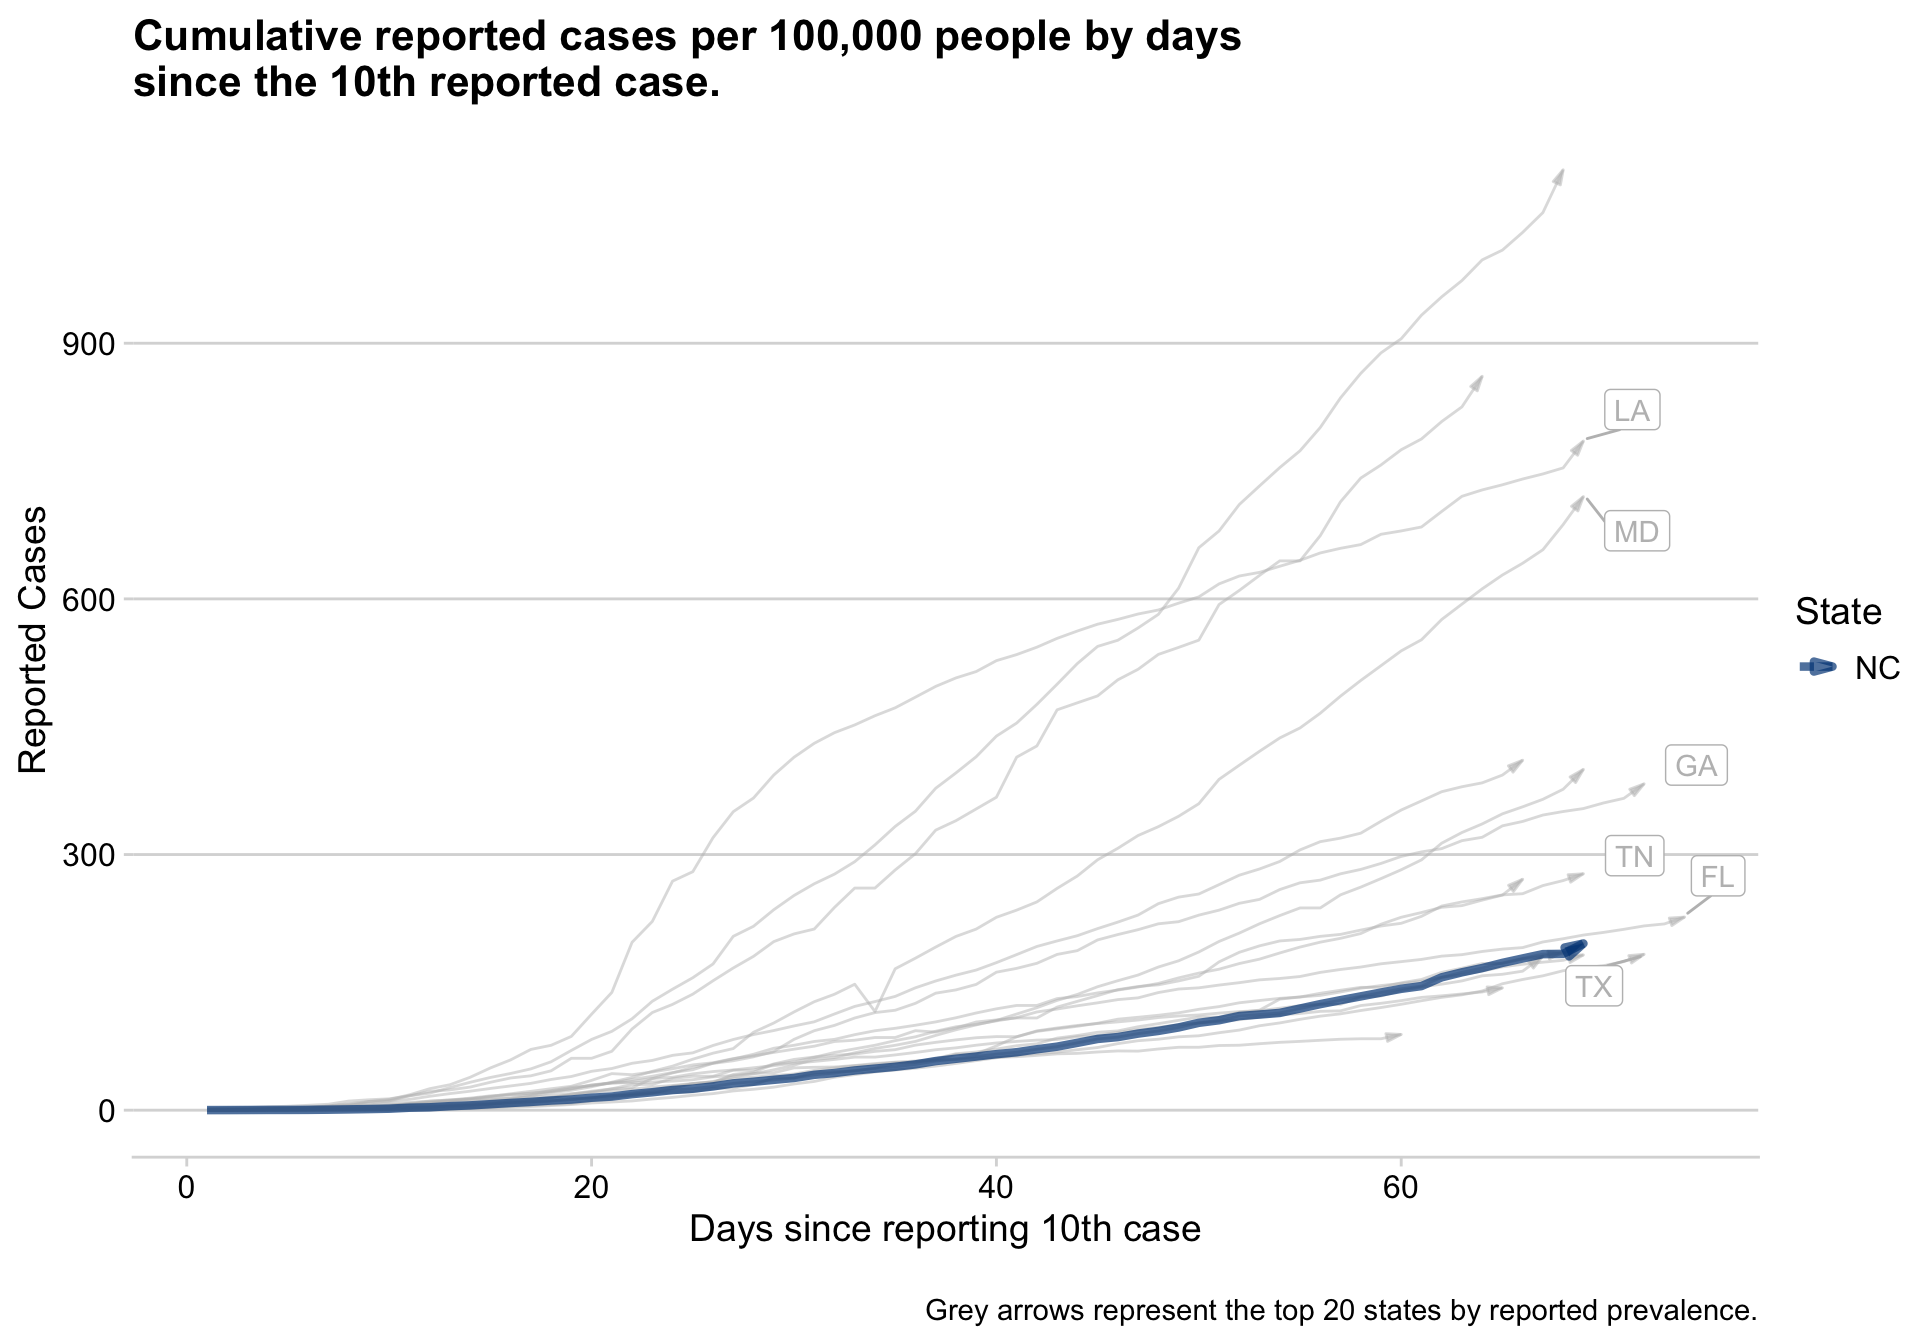 Cumulative reported cases per 100,000 people by days
since the 10th reported case.
Reported Cases
900
600
300
0
LA
MD
GA
TN
FL
TX
State
NC
0
20
40
60
Days since reporting 10th case
Grey arrows represent the top 20 states by reported prevalence.